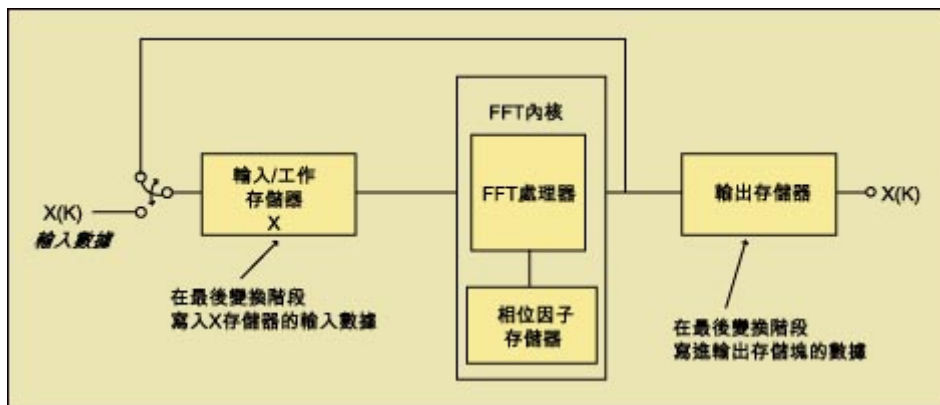 FFT內核
輸入/工作
存儲器
X
FFT處理器
輸出存儲器
X(K)
輸入數據
X(K)
在最後變換階段
寫入X存儲器的輸入數據
相位因子
存儲器
在最後變換階段
寫進輸出存儲塊的數據